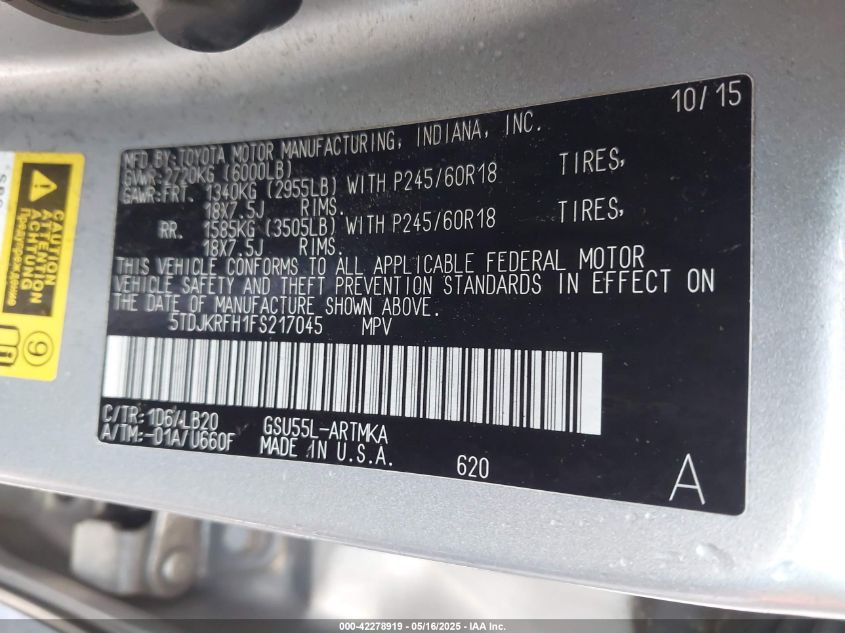 10/15
MFD. BY: TOYOTA MOTOR MANUFACTURING, INDIANA, INC.
GVWR: 2720KG (6000LB)
GAWR: FRT. 1340KG (2955LB) WITH P245/60R18 TIRES,
18X7.5J RIMS.
RR. 1585KG (3505LB) WITH P245/60R18 TIRES,
18X7.5J RIMS.
THIS VEHICLE CONFORMS TO ALL APPLICABLE FEDERAL MOTOR
VEHICLE SAFETY AND THEFT PREVENTION STANDARDS IN EFFECT ON
THE DATE OF MANUFACTURE SHOWN ABOVE.
5TDJKRFH1FS217045 MPV
C/TR: 1D6/LB20 GSU55L-ARTMKA
A/TM: -01A/U660F MADE IN U.S.A. 620
A
CAUTION
ATTENTION
ACHTUNG
9
000-42278919 - 05/16/2025 - IAA Inc.